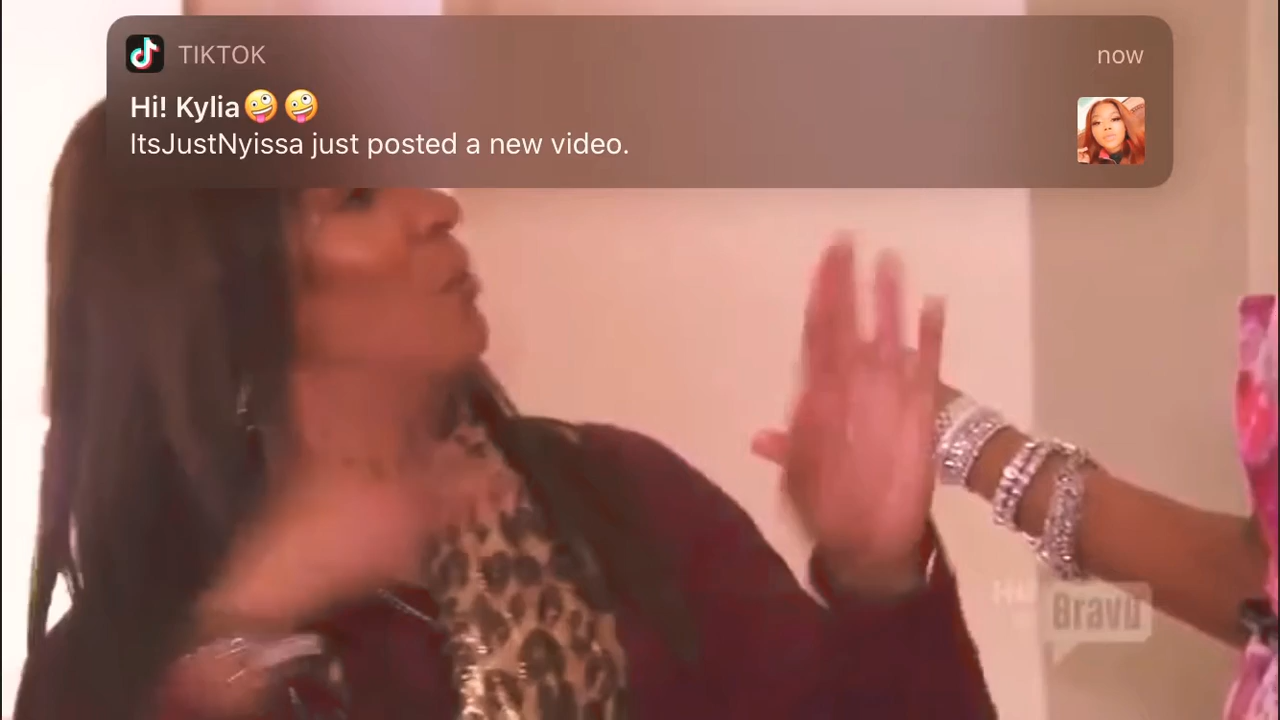 TIKTOK
now
Hi! Kylia🤪🤪
ItsJustNyissa just posted a new video.
Bravo